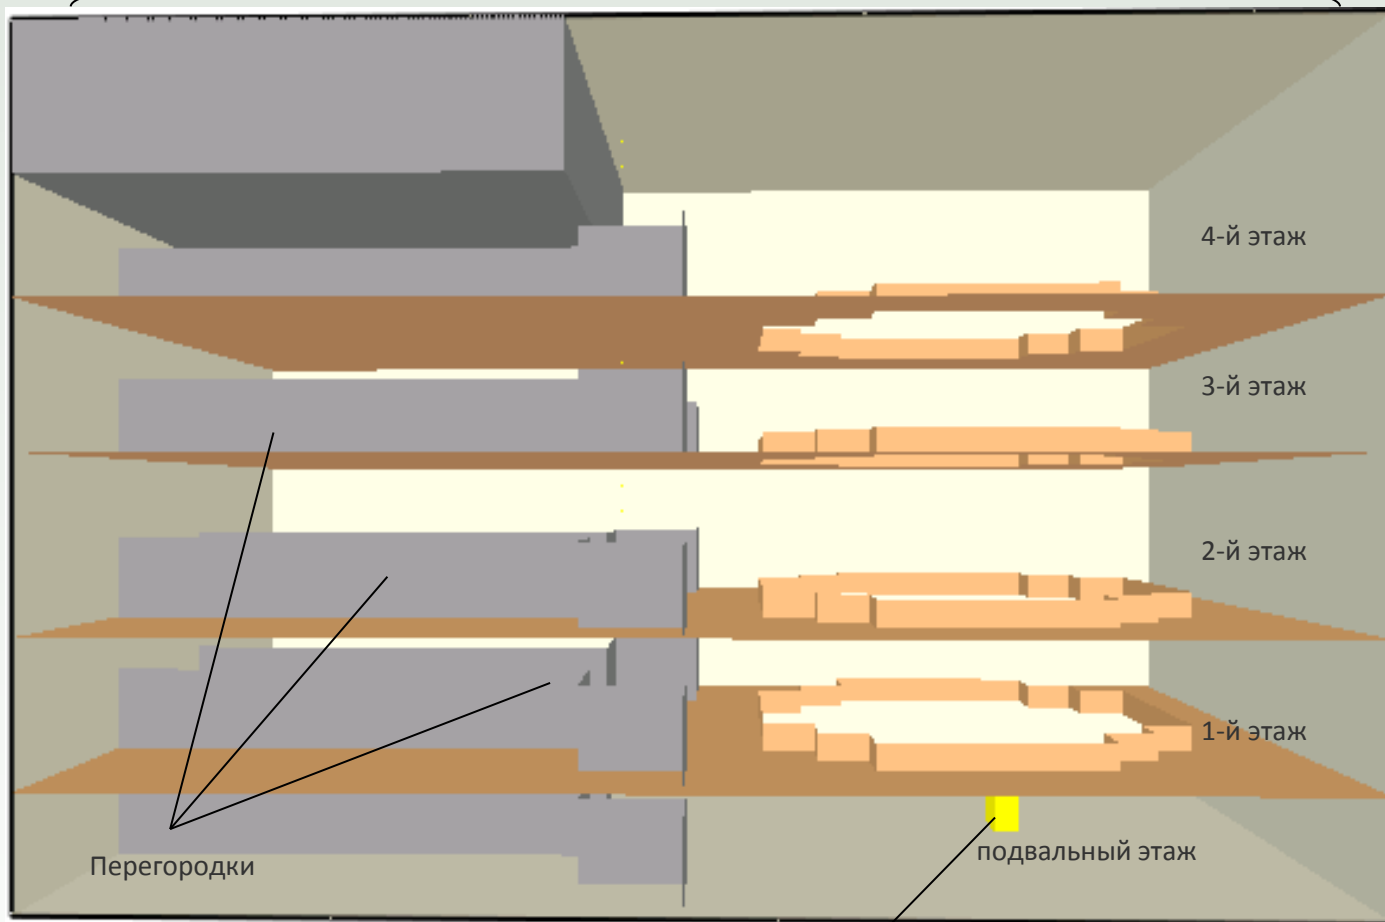 4-й этаж
3-й этаж
2-й этаж
1-й этаж
подвальный этаж
Перегородки